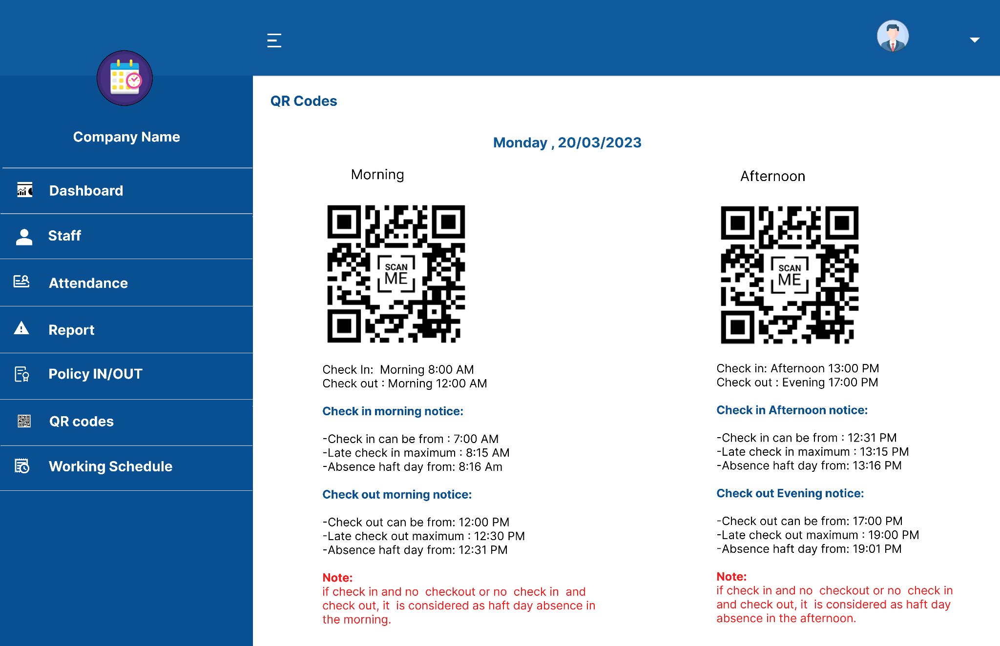 Company Name
Dashboard
Staff
Attendance
Report
Policy IN/OUT
QR codes
Working Schedule
QR Codes
Monday , 20/03/2023
Morning
SCAN
ME
Check In:  Morning 8:00 AM
Check out : Morning 12:00 AM
Check in morning notice:
-Check in can be from : 7:00 AM
-Late check in maximum : 8:15 AM
-Absence haft day from: 8:16 Am
Check out morning notice:
-Check out can be from: 12:00 PM
-Late check out maximum : 12:30 PM
-Absence haft day from: 12:31 PM
Note:
if check in and no  checkout or no  check in  and
check out, it  is considered as haft day absence in
the morning.
Afternoon
SCAN
ME
Check in: Afternoon 13:00 PM
Check out : Evening 17:00 PM
Check in Afternoon notice:
-Check in can be from : 12:31 PM
-Late check in maximum : 13:15 PM
-Absence haft day from: 13:16 PM
Check out Evening notice:
-Check out can be from: 17:00 PM
-Late check out maximum : 19:00 PM
-Absence haft day from: 19:01 PM
Note:
if check in and no  checkout or no  check in
and check out, it  is considered as haft day
absence in the afternoon.